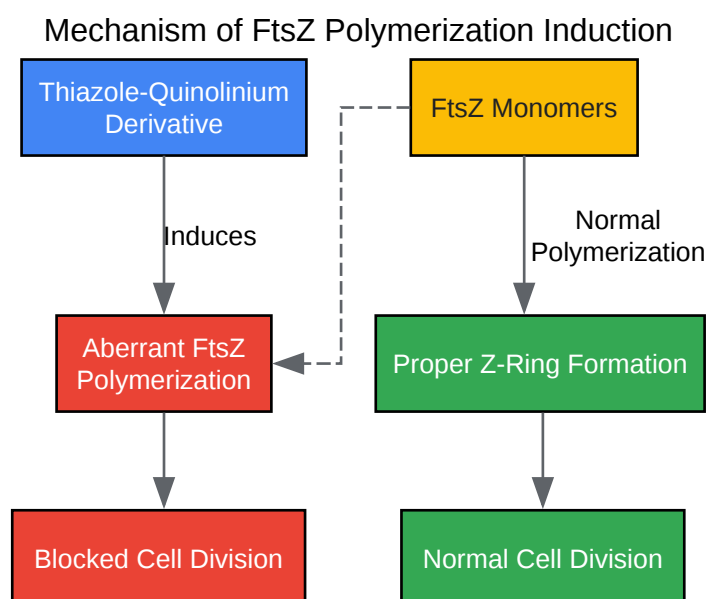 Mechanism of FtsZ Polymerization Induction
Thiazole-Quinolinium
Derivative
FtsZ Monomers
Induces
Normal
Polymerization
Aberrant FtsZ
Polymerization
Proper Z-Ring Formation
Blocked Cell Division
Normal Cell Division